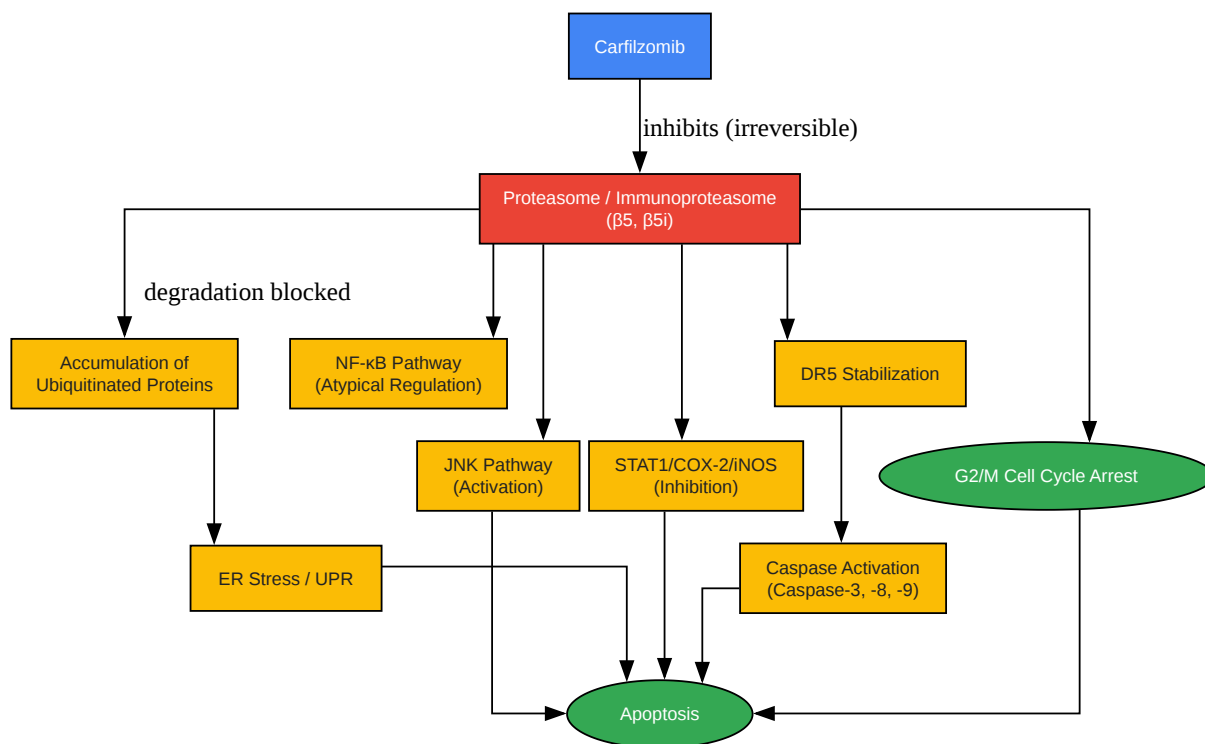 Carfilzomib
inhibits (irreversible)
Proteasome / Immunoproteasome
(β5, β5i)
degradation blocked
Accumulation of
Ubiquitinated Proteins
NF-κB Pathway
(Atypical Regulation)
DR5 Stabilization
JNK Pathway
(Activation)
STAT1/COX-2/iNOS
(Inhibition)
G2/M Cell Cycle Arrest
ER Stress / UPR
Caspase Activation
(Caspase-3, -8, -9)
Apoptosis